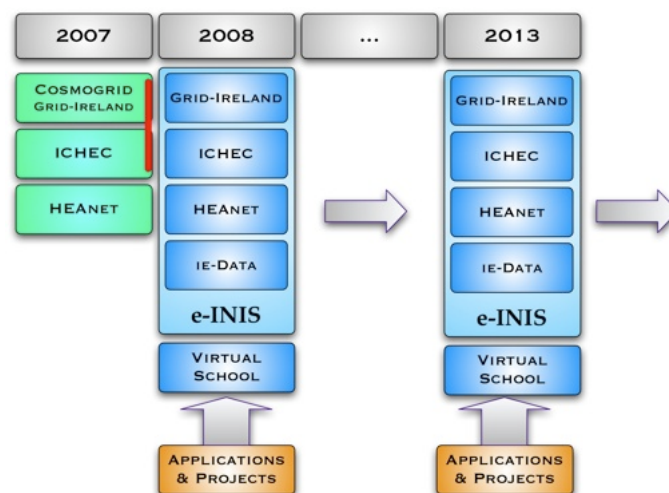 2007
2008
...
2013
COSMOGRID
GRID-IRELAND
ICHEC
HEANET
GRID-IRELAND
ICHEC
HEANET
IE-DATA
e-INIS
VIRTUAL
SCHOOL
APPLICATIONS
& PROJECTS
GRID-IRELAND
ICHEC
HEANET
IE-DATA
e-INIS
VIRTUAL
SCHOOL
APPLICATIONS
& PROJECTS